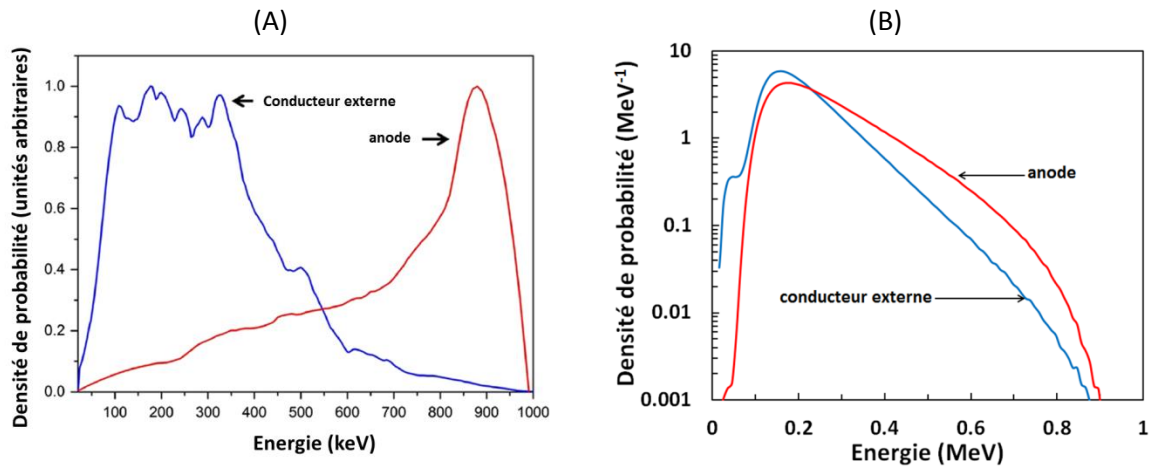 (A)
Densité de probabilité (unités arbitraires)
1.0
0.8
0.6
0.4
0.2
0.0
Conducteur externe
anode
100 200 300 400 500 600 700 800 900 1000
Energie (keV)
(B)
Densité de probabilité (MeV-1)
10
1
0.1
0.01
0.001
anode
conducteur externe
0 0.2 0.4 0.6 0.8 1
Energie (MeV)